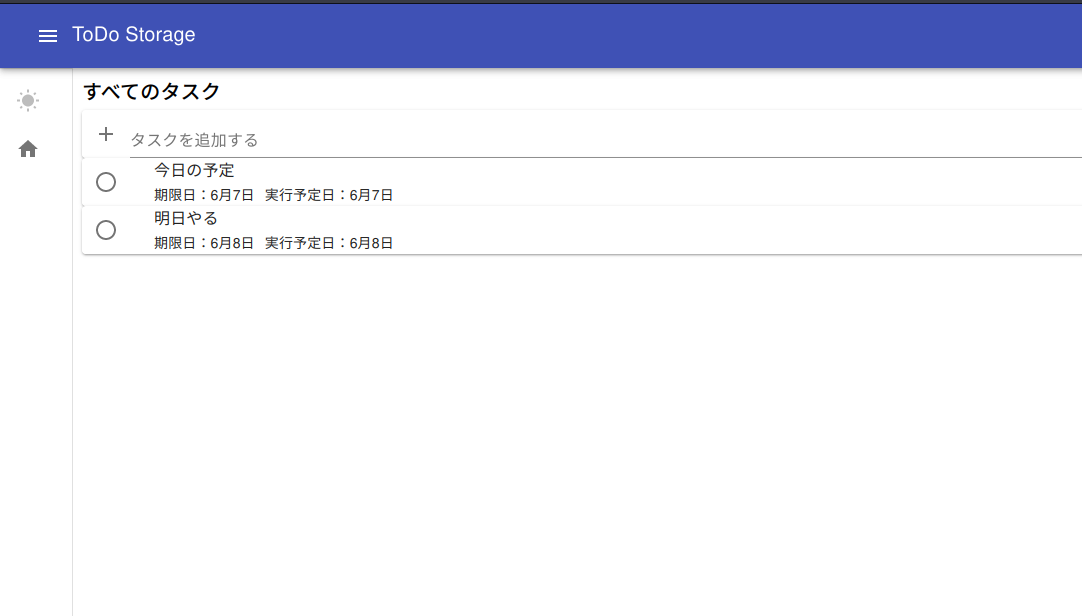 ToDo Storage
すべてのタスク
タスクを追加する
今日の予定
期限日：6月7日 実行予定日：6月7日
明日やる
期限日：6月8日 実行予定日：6月8日